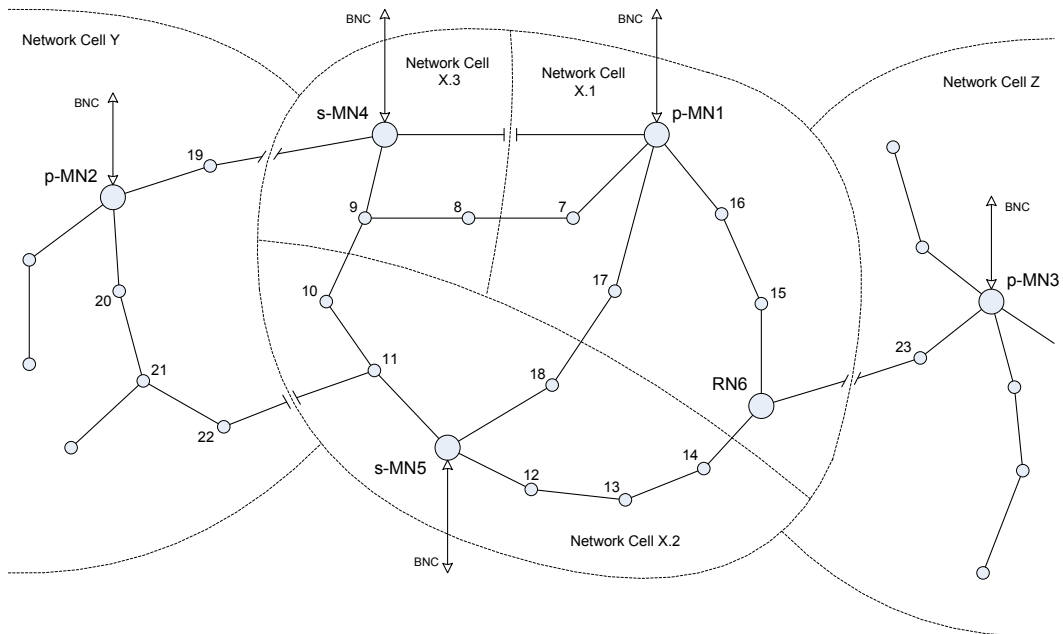 BNC
BNC
Network Cell Y
Network Cell
X.3
Network Cell
X.1
Network Cell Z
BNC
s-MN4
p-MN1
19
p-MN2
9
8
7
16
BNC
p-MN3
20
10
17
15
21
11
18
23
RN6
22
s-MN5
12
13
14
Network Cell X.2
BNC